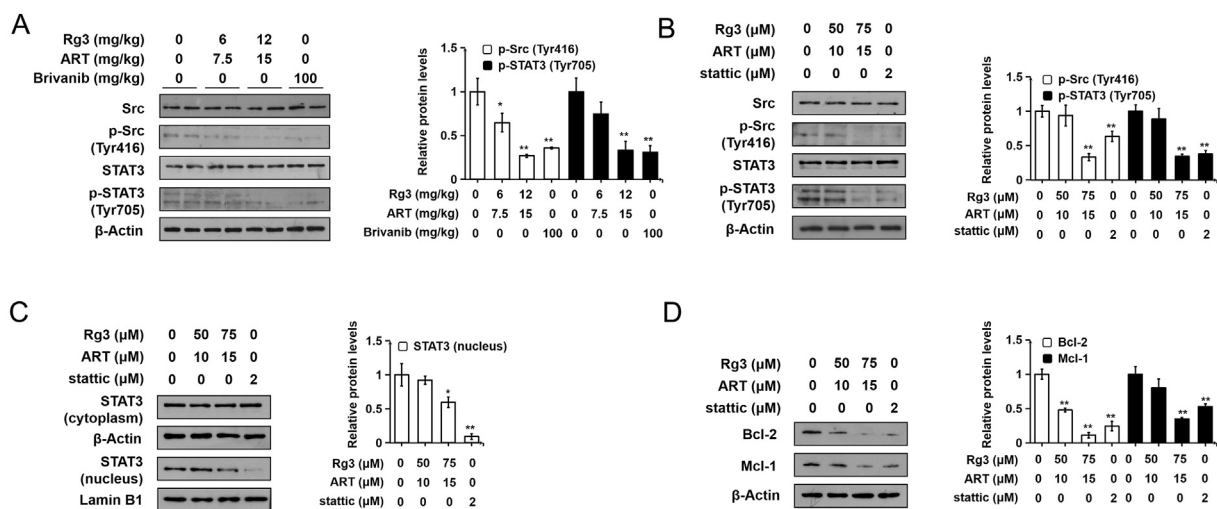 A
Rg3 (mg/kg) 0 6 12 0
ART (mg/kg) 0 7.5 15 0
Brivanib (mg/kg) 0 0 0 100
Src
p-Src
(Tyr416)
STAT3
p-STAT3
(Tyr705)
β-Actin
Relative protein levels
p-Src (Tyr416)
p-STAT3(Tyr705)
1.5
1
0.5
0
* ** ** ** **
Rg3 (mg/kg) 0 6 12 0 0 6 12 0
ART (mg/kg) 0 7.5 15 0 0 7.5 15 0
Brivanib (mg/kg) 0 0 0 100 0 0 0 100
B
Rg3 (μM) 0 50 75 0
ART (μM) 0 10 15 0
stattic (μM) 0 0 0 2
Src
p-Src
(Tyr416)
STAT3
p-STAT3
(Tyr705)
β-Actin
Relative protein levels
p-Src (Tyr416)
p-STAT3 (Tyr705)
1.5
1
0.5
0
** ** ** **
Rg3 (μM) 0 50 75 0 0 50 75 0
ART (μM) 0 10 15 0 0 10 15 0
stattic (μM) 0 0 0 2 0 0 0 2
C
Rg3 (μM) 0 50 75 0
ART (μM) 0 10 15 0
stattic (μM) 0 0 0 2
STAT3
(cytoplasm)
β-Actin
STAT3
(nucleus)
Lamin B1
Relative protein levels
STAT3 (nucleus)
1.5
1
0.5
0
* **
Rg3 (μM) 0 50 75 0
ART (μM) 0 10 15 0
stattic (μM) 0 0 0 2
D
Rg3 (μM) 0 50 75 0
ART (μM) 0 10 15 0
stattic (μM) 0 0 0 2
Bcl-2
Mcl-1
β-Actin
Relative protein levels
Bcl-2
Mcl-1
1.5
1
0.5
0
** ** ** ** **
Rg3 (μM) 0 50 75 0 0 50 75 0
ART (μM) 0 10 15 0 0 10 15 0
stattic (μM) 0 0 0 2 0 0 0 2